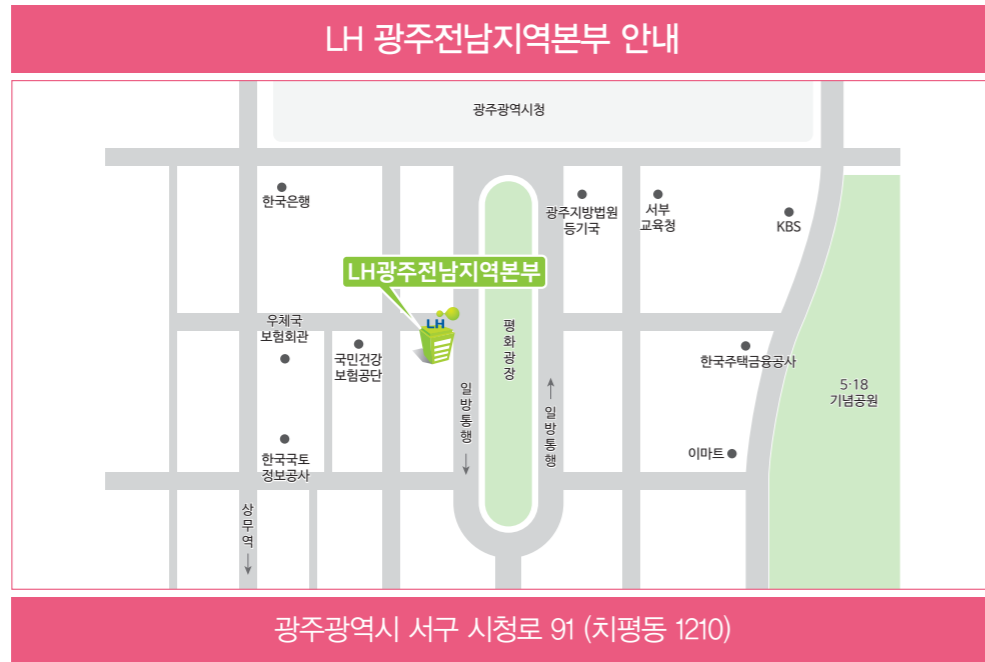 LH 광주전남지역본부 안내
광주광역시청
한국은행
광주지방법원
등기국
서부
교육청
KBS
LH광주전남지역본부
LH
우체국
보험회관
국민건강
보험공단
평화광장
한국주택금융공사
5·18
기념공원
일방통행
일방통행
이마트
한국국토
정보공사
상무역
광주광역시 서구 시청로 91 (치평동 1210)